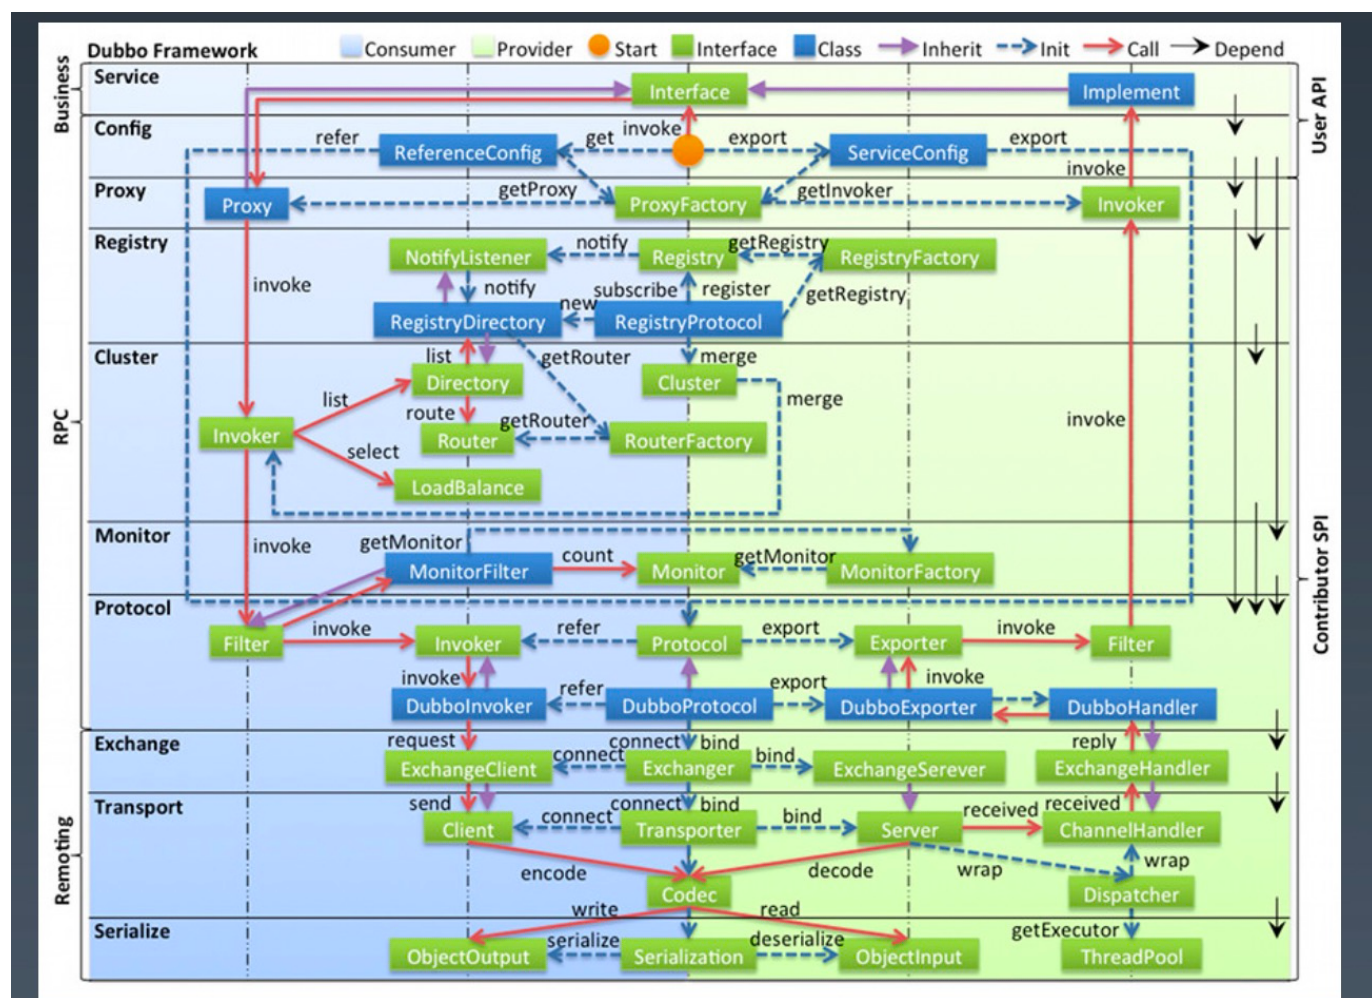 Dubbo Framework Consumer Provider Start Interface Class Inherit Init Call Depend
Business
Service
Interface
Implement
Config
refer
ReferenceConfig
get
invoke
export
ServiceConfig
export
User API
Proxy
Proxy
getProxy
ProxyFactory
getInvoker
invoke
Invoker
Registry
NotifyListener
notify
Registry
getRegistry
RegistryFactory
invoke
notify
subscribe
register
getRegistry
RegistryDirectory
new
RegistryProtocol
RPC
Cluster
list
getRouter
merge
Directory
Cluster
list
merge
route
getRouter
invoke
Invoker
Router
RouterFactory
select
LoadBalance
Monitor
invoke
getMonitor
MonitorFilter
count
Monitor
getMonitor
MonitorFactory
Contributor SPI
Protocol
Filter
invoke
Invoker
refer
Protocol
export
Exporter
invoke
Filter
invoke
DubboInvoker
refer
DubboProtocol
export
DubboExporter
invoke
DubboHandler
Remoting
Exchange
request
connect
bind
reply
ExchangeClient
connect
Exchanger
bind
ExchangeSerever
ExchangeHandler
Transport
send
connect
bind
received
received
Client
connect
Transporter
bind
Server
ChannelHandler
encode
decode
wrap
wrap
Codec
Dispatcher
write
read
Serialize
getExecutor
ObjectOutput
serialize
Serialization
deserialize
ObjectInput
ThreadPool